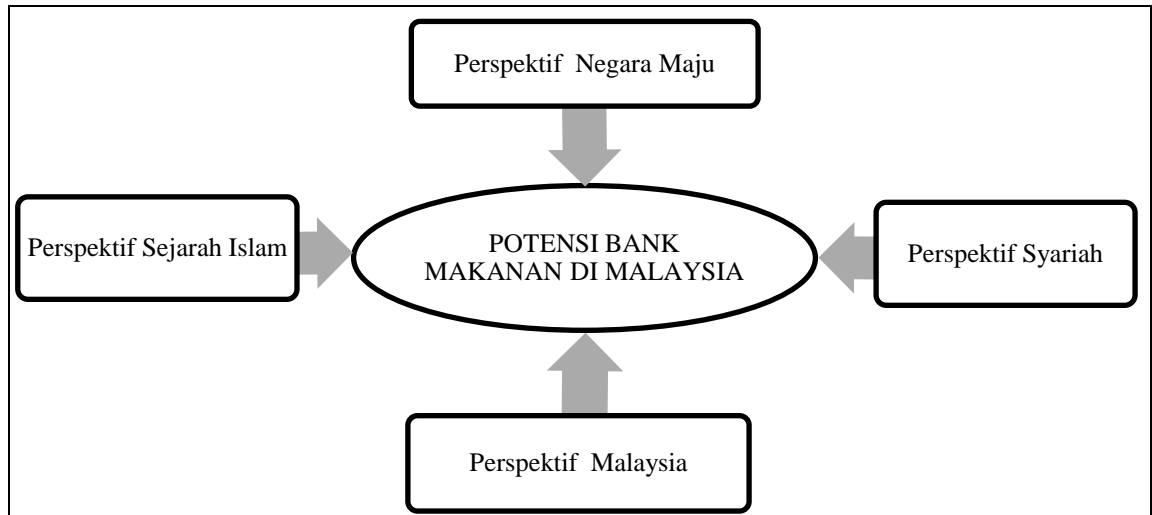 Perspektif Negara Maju
Perspektif Sejarah Islam
POTENSI BANK
MAKANAN DI MALAYSIA
Perspektif Syariah
Perspektif Malaysia